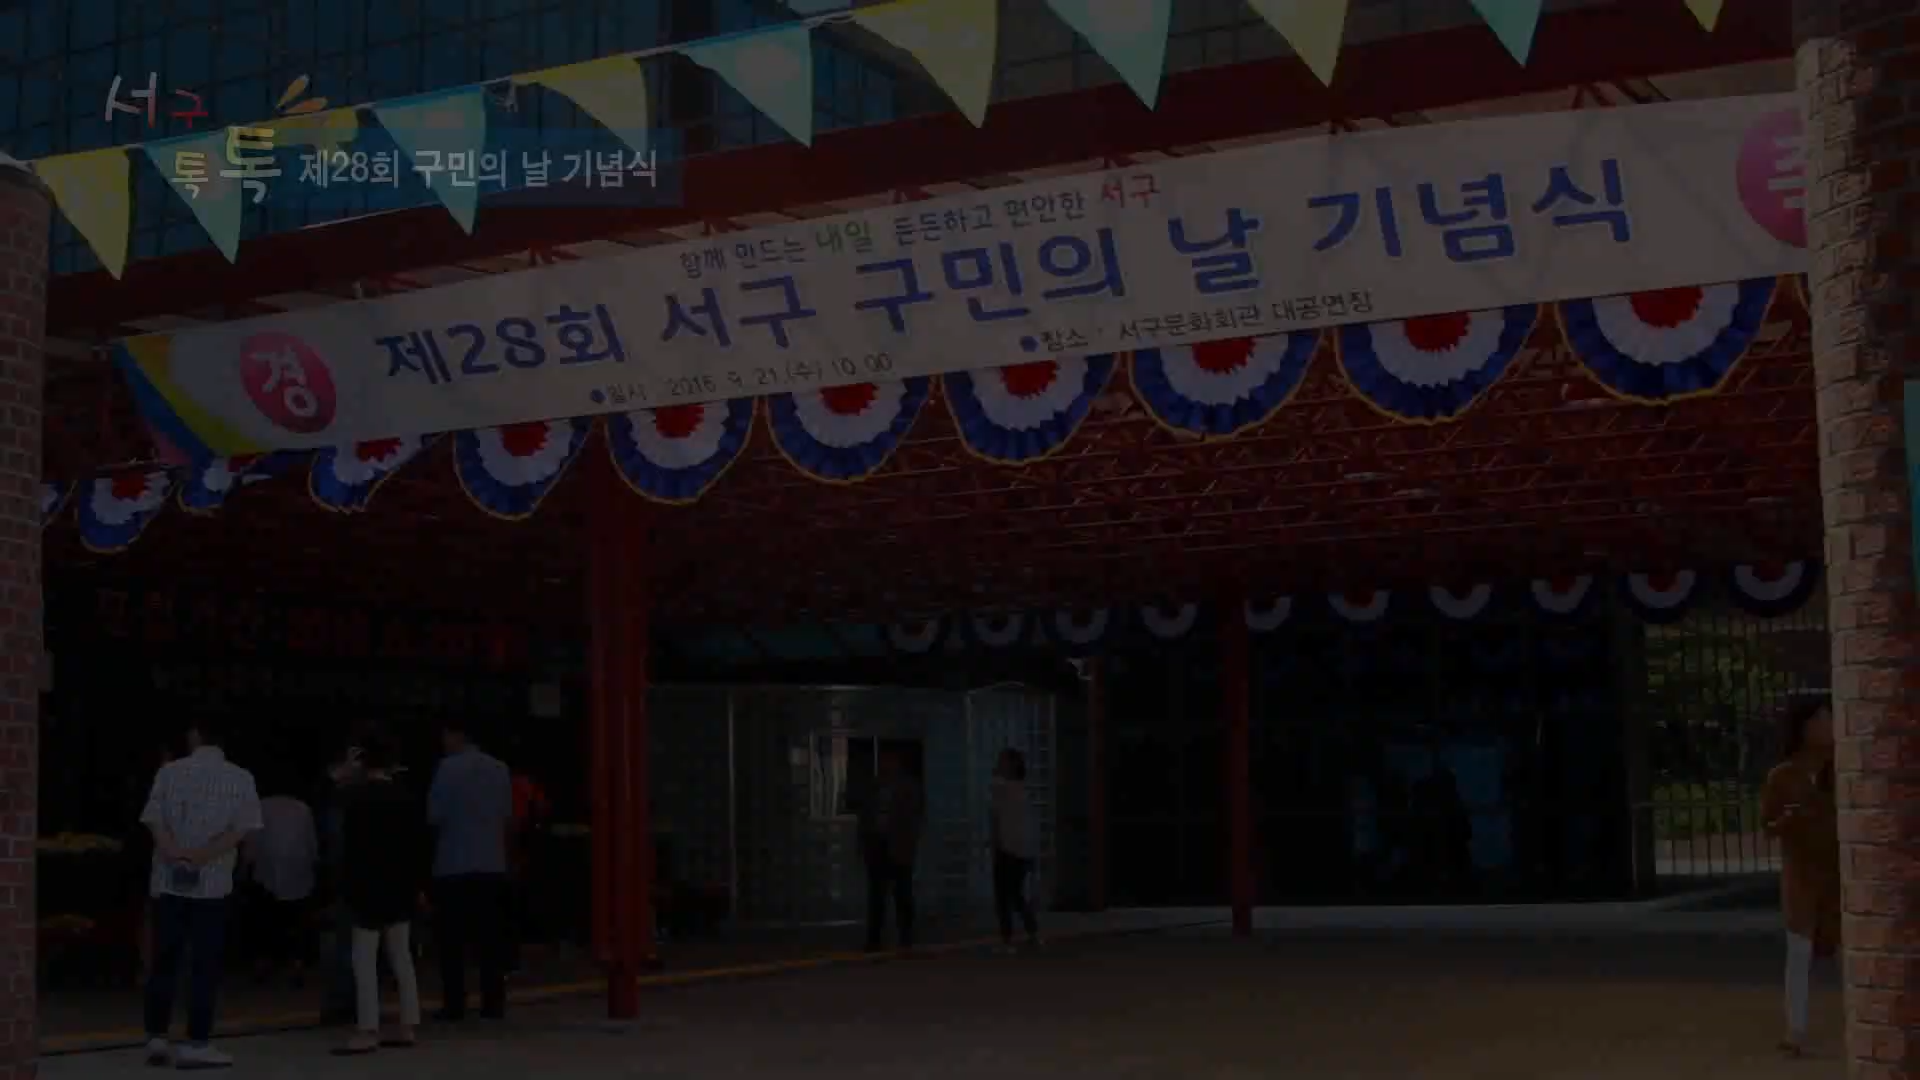 서구
톡톡 제28회 구민의 날 기념식
함께 만드는 내일 든든하고 편안한 서구
경 제28회 서구 구민의 날 기념식 축
●일시 : 2016. 9. 21.(수) 10:00 ●장소 : 서구문화회관 대공연장